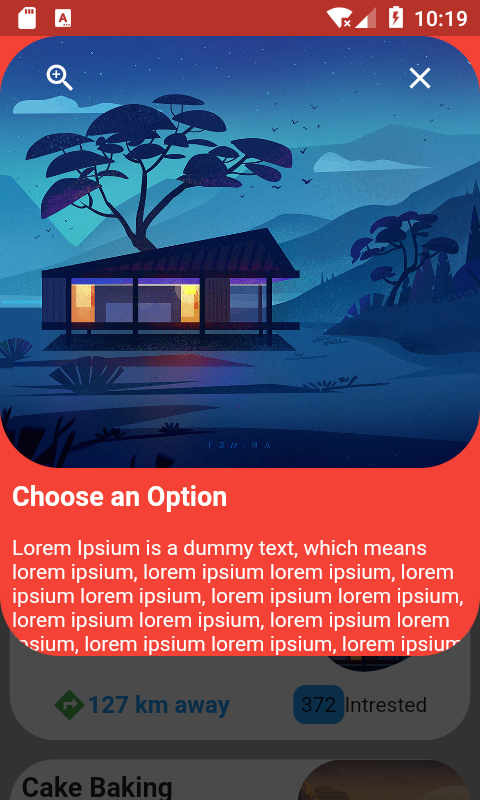 10:19
Choose an Option
Lorem Ipsium is a dummy text, which means
lorem ipsium, lorem ipsium lorem ipsium, lorem
ipsium lorem ipsium, lorem ipsium lorem ipsium,
lorem ipsium lorem ipsium, lorem ipsium lorem
ipsium, lorem ipsium lorem ipsium, lorem ipsium
127 km away
372 Intrested
Cake Baking